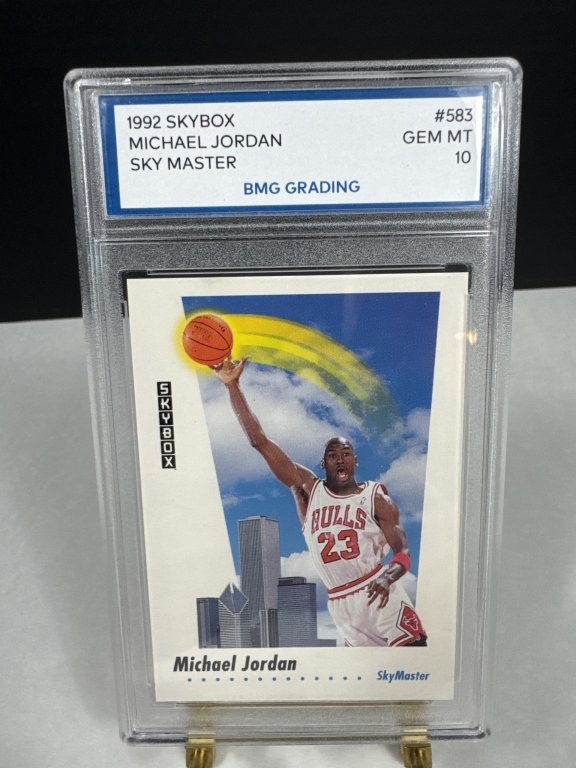 1992 SKYBOX
#583
MICHAEL JORDAN
GEM MT
SKY MASTER
10
BMG GRADING
SKYBOX
BULLS
23
Michael Jordan
SkyMaster